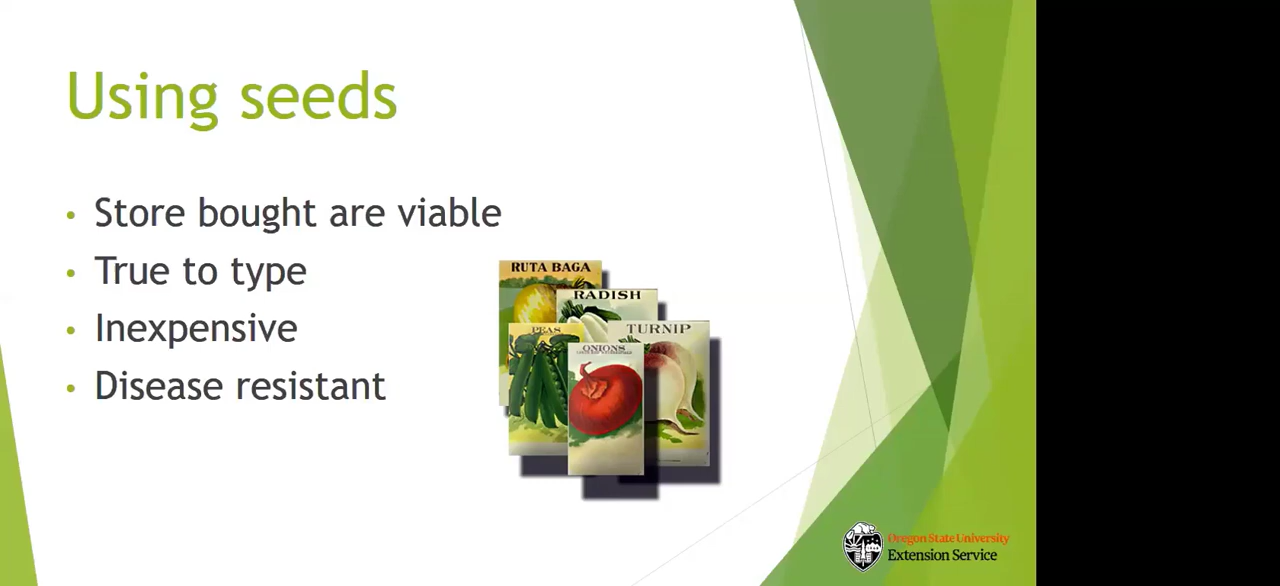 Using seeds
• Store bought are viable
• True to type
• Inexpensive
• Disease resistant
RUTA BAGA
RADISH
PEAS
TURNIP
ONIONS
Oregon State University
Extension Service